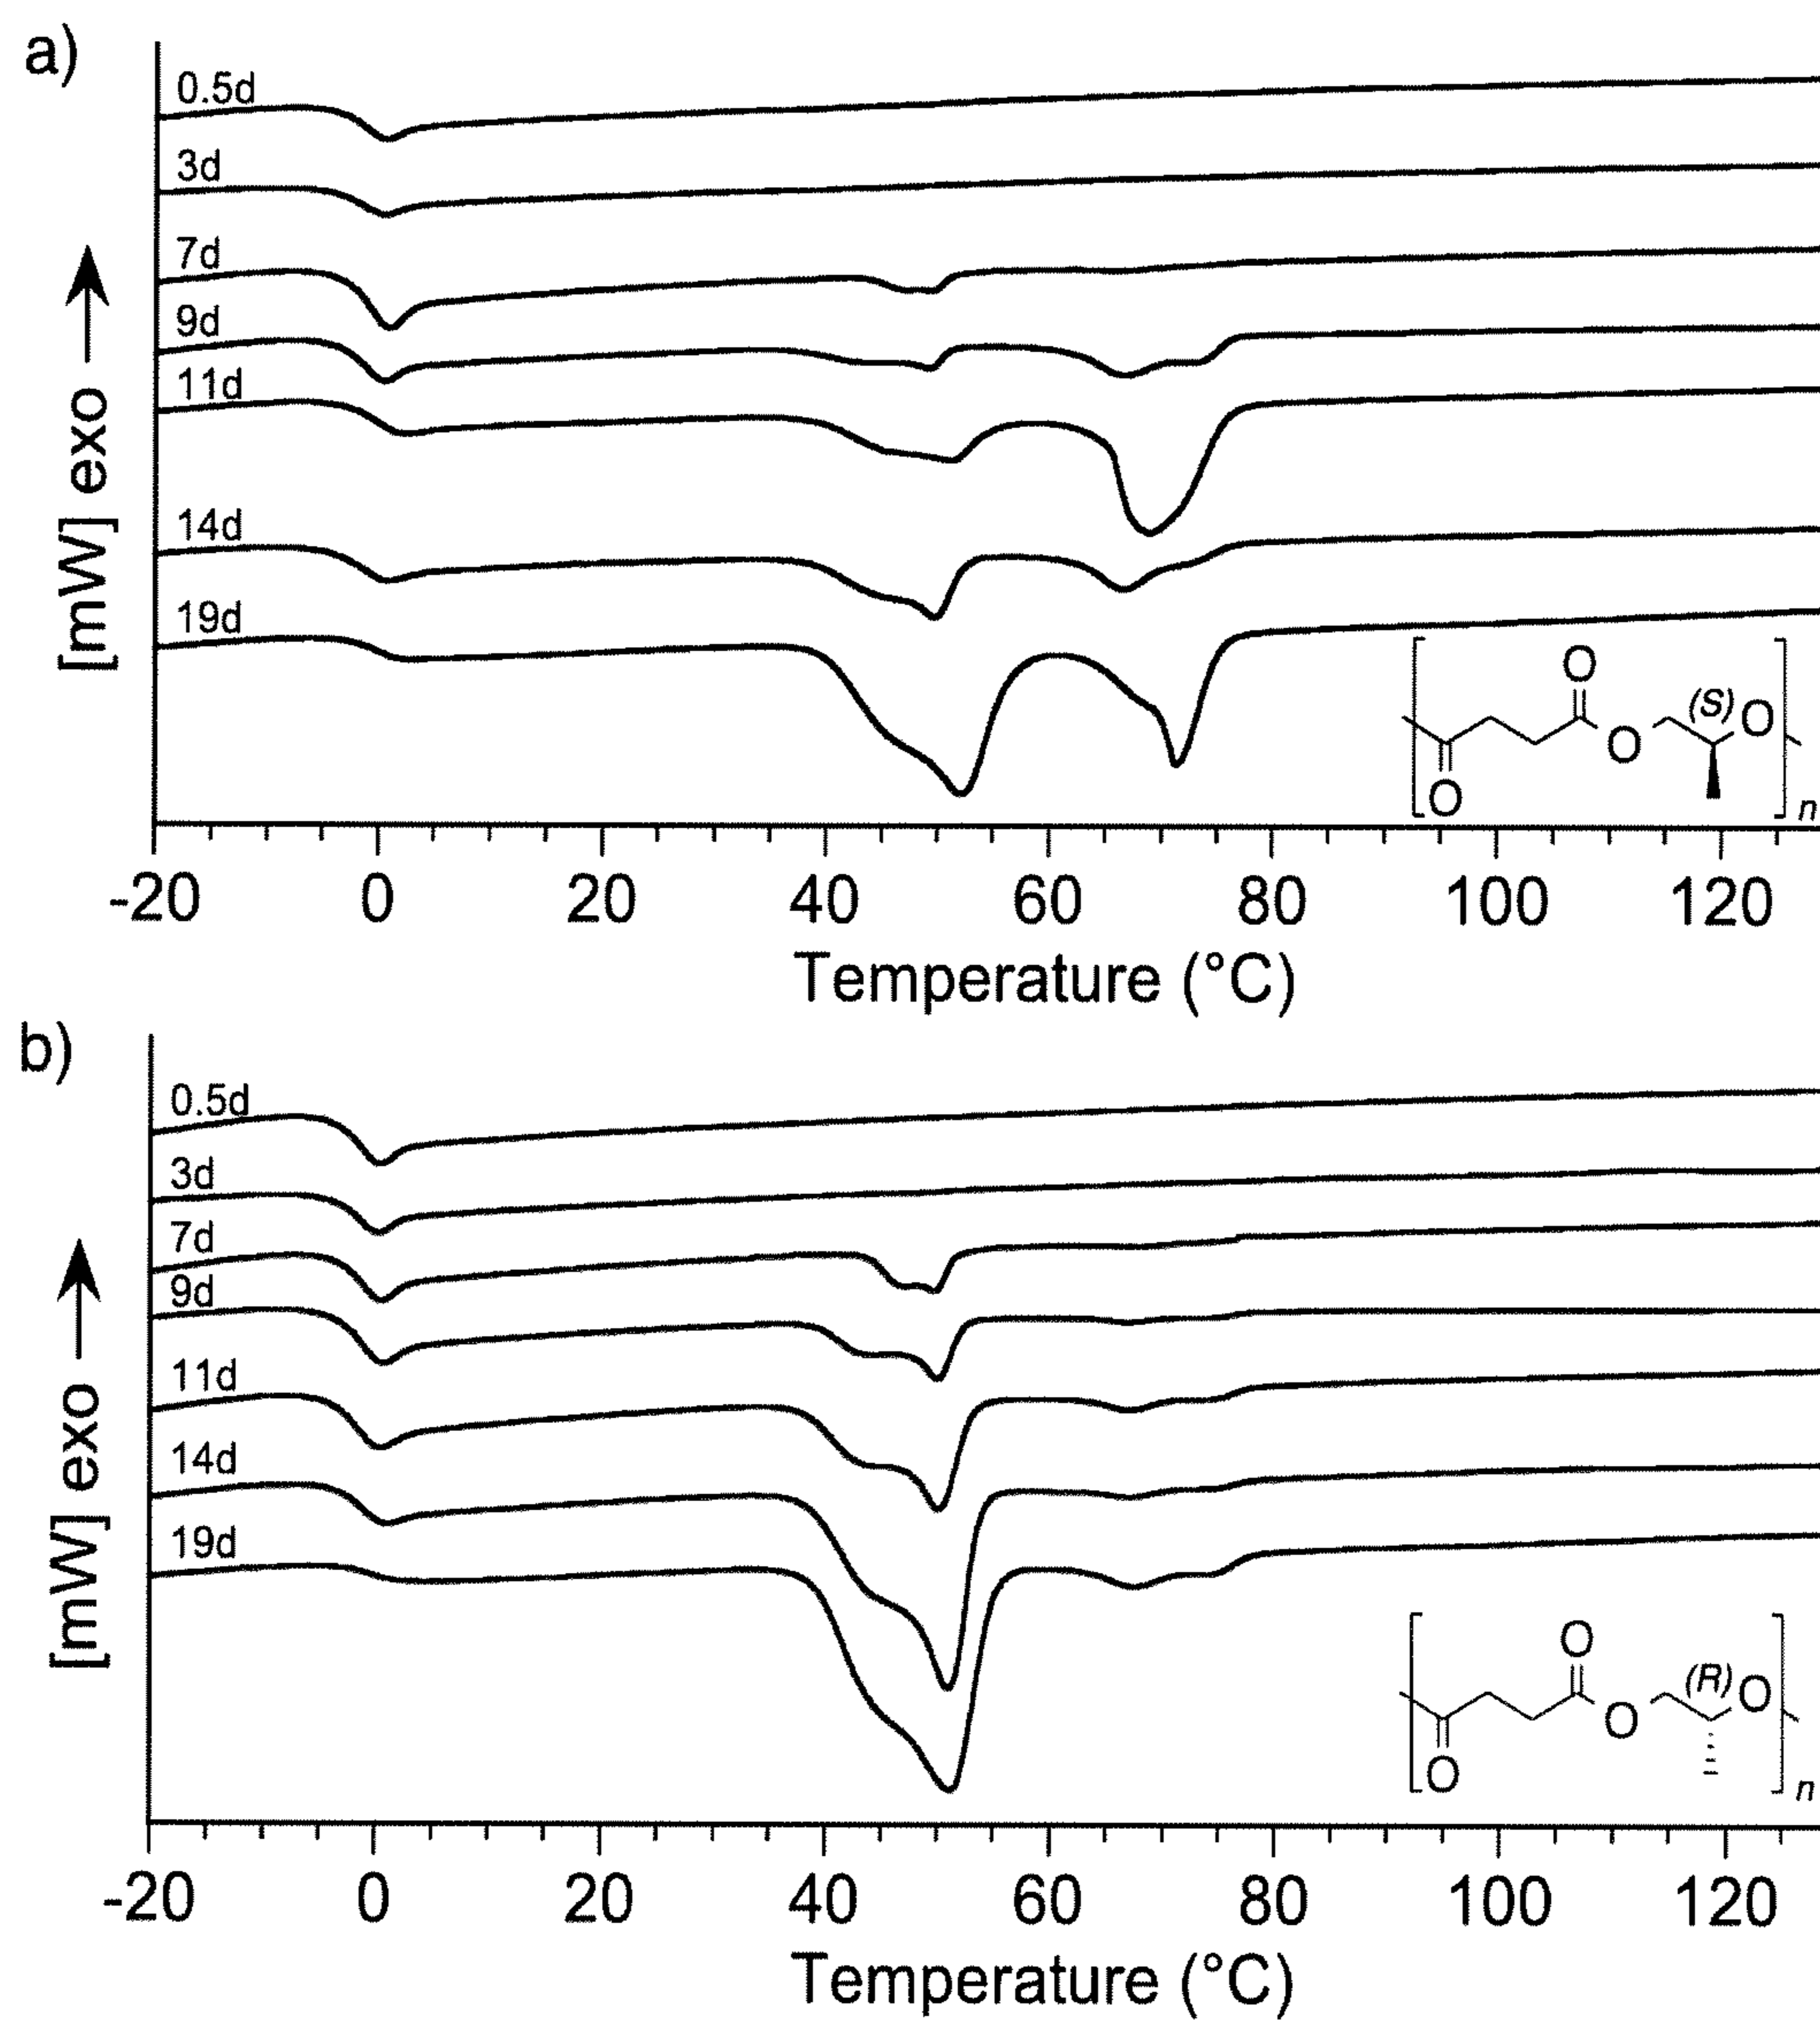 a)
0.5d
3d
7d
9d
11d
14d
19d
[mW] exo
O
(S)
O
O
O
n
-20 0 20 40 60 80 100 120
Temperature (°C)
b)
0.5d
3d
7d
9d
11d
14d
19d
[mW] exo
O
(R)
O
O
O
n
-20 0 20 40 60 80 100 120
Temperature (°C)